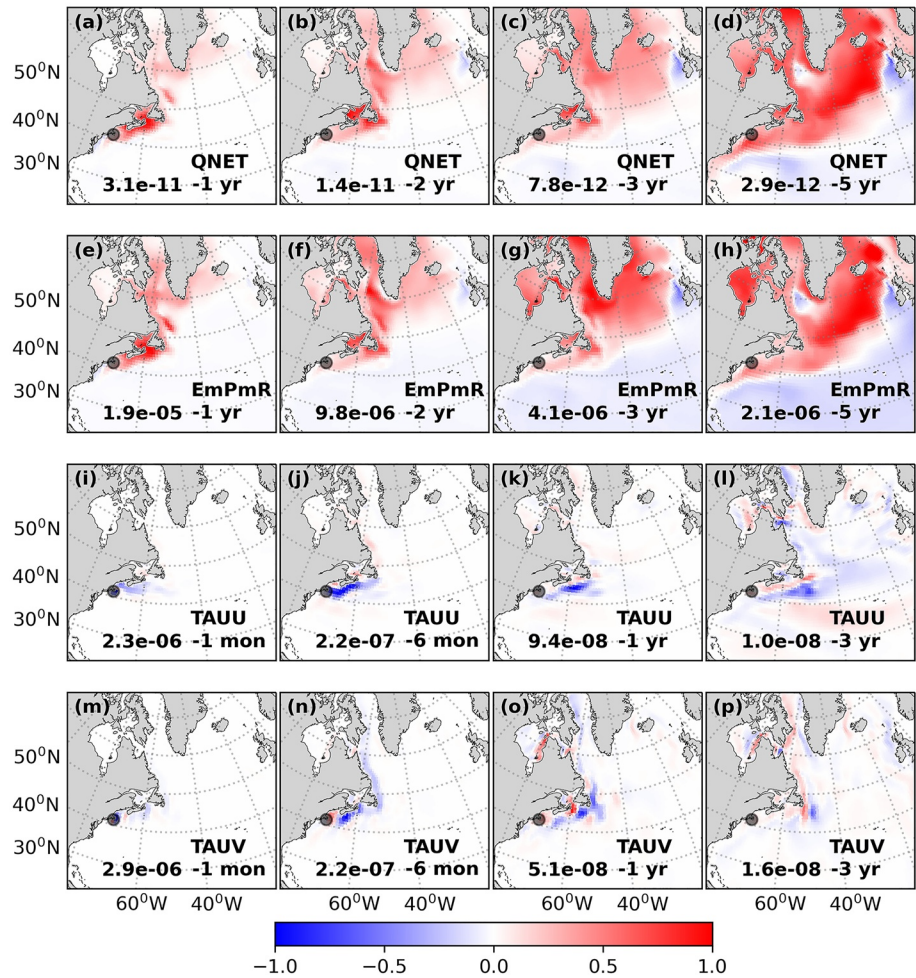 (a) (b) (c) (d)
50⁰N
40⁰N
30⁰N
QNET QNET QNET QNET
3.1e-11 -1 yr 1.4e-11 -2 yr 7.8e-12 -3 yr 2.9e-12 -5 yr
(e) (f) (g) (h)
50⁰N
40⁰N
30⁰N
EmPmR EmPmR EmPmR EmPmR
1.9e-05 -1 yr 9.8e-06 -2 yr 4.1e-06 -3 yr 2.1e-06 -5 yr
(i) (j) (k) (l)
50⁰N
40⁰N
30⁰N
TAUU TAUU TAUU TAUU
2.3e-06 -1 mon 2.2e-07 -6 mon 9.4e-08 -1 yr 1.0e-08 -3 yr
(m) (n) (o) (p)
50⁰N
40⁰N
30⁰N
TAUV TAUV TAUV TAUV
2.9e-06 -1 mon 2.2e-07 -6 mon 5.1e-08 -1 yr 1.6e-08 -3 yr
60⁰W 40⁰W 60⁰W 40⁰W 60⁰W 40⁰W 60⁰W 40⁰W
−1.0 −0.5 0.0 0.5 1.0